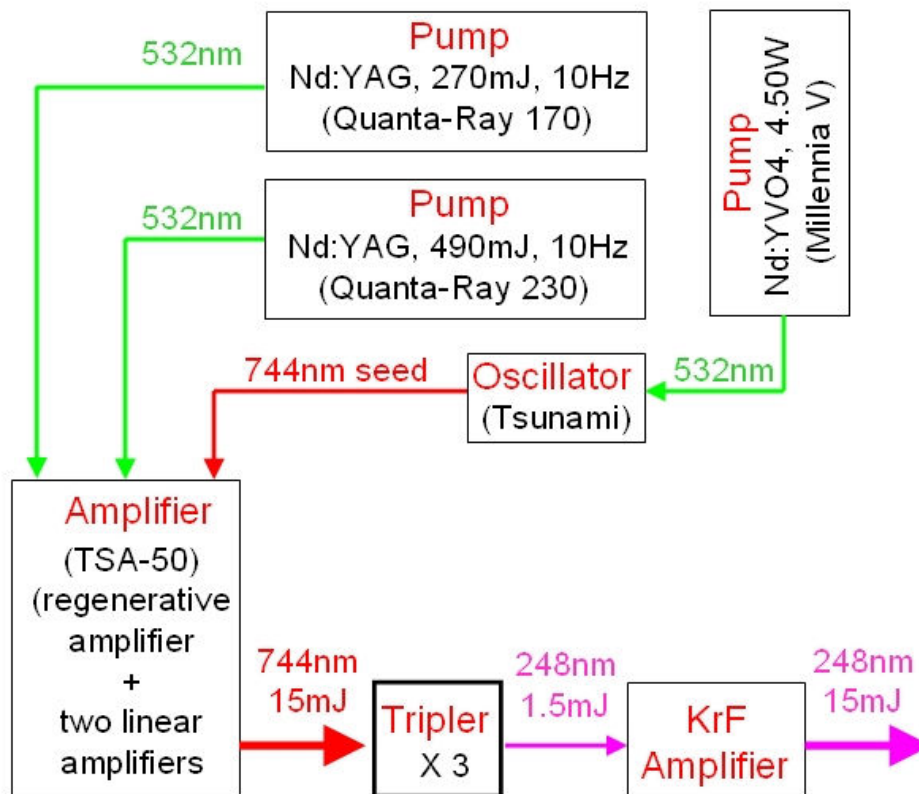 Pump
Nd:YAG, 270mJ, 10Hz
(Quanta-Ray 170)
532nm
Pump
Nd:YAG, 490mJ, 10Hz
(Quanta-Ray 230)
532nm
Pump
Nd:YVO4, 4.50W
(Millennia V)
532nm
Oscillator
(Tsunami)
744nm seed
Amplifier
(TSA-50)
(regenerative
amplifier
+
two linear
amplifiers
744nm
15mJ
Tripler
X 3
248nm
1.5mJ
KrF
Amplifier
248nm
15mJ